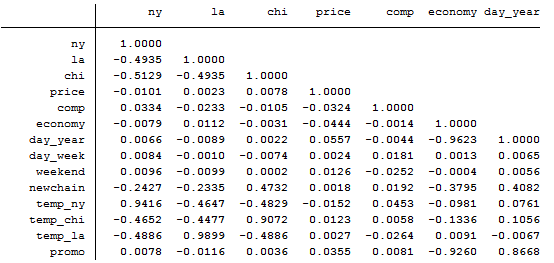 ny la chi price comp economy day_year
ny 1.0000
la -0.4935 1.0000
chi -0.5129 -0.4935 1.0000
price -0.0101 0.0023 0.0078 1.0000
comp 0.0334 -0.0233 -0.0105 -0.0324 1.0000
economy -0.0079 0.0112 -0.0031 -0.0444 -0.0014 1.0000
day_year 0.0066 -0.0089 0.0022 0.0557 -0.0044 -0.9623 1.0000
day_week 0.0084 -0.0010 -0.0074 0.0024 0.0181 0.0013 0.0065
weekend 0.0096 -0.0099 0.0002 0.0126 -0.0252 -0.0004 0.0056
newchain -0.2427 -0.2335 0.4732 0.0018 0.0192 -0.3795 0.4082
temp_ny 0.9416 -0.4647 -0.4829 -0.0152 0.0453 -0.0981 0.0761
temp_chi -0.4652 -0.4477 0.9072 0.0123 0.0058 -0.1336 0.1056
temp_la -0.4886 0.9899 -0.4886 0.0027 -0.0264 0.0091 -0.0067
promo 0.0078 -0.0116 0.0036 0.0355 0.0081 -0.9260 0.8668